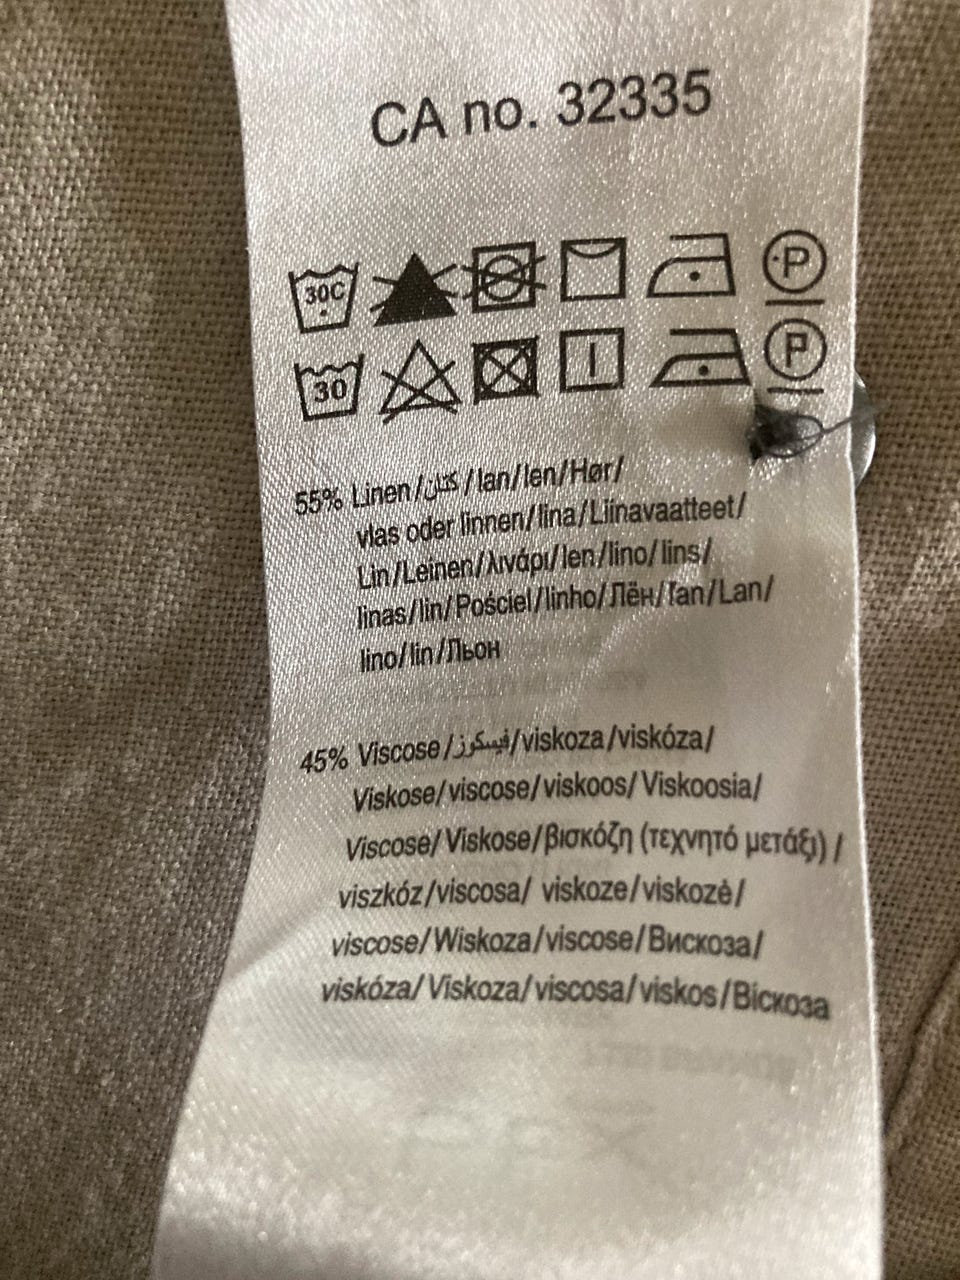 CA no. 32335
30C P
30 P
55% Linen/كتان/lan/len/Hør/
vlas oder linnen/lina/Liinavaatteet/
Lin/Leinen/λινάρι/len/lino/lins/
linas/lin/Pościel/linho/Лён/ľan/Lan/
lino/lin/Льон
45% Viscose/فيسكوز/viskoza/viskóza/
Viskose/viscose/viskoos/Viskoosia/
Viscose/Viskose/βισκόζη (τεχνητό μετάξι) /
viszkóz/viscosa/ viskoze/viskozė/
viscose/Wiskoza/viscose/Вискоза/
viskóza/Viskoza/viscosa/viskos/Віскоза